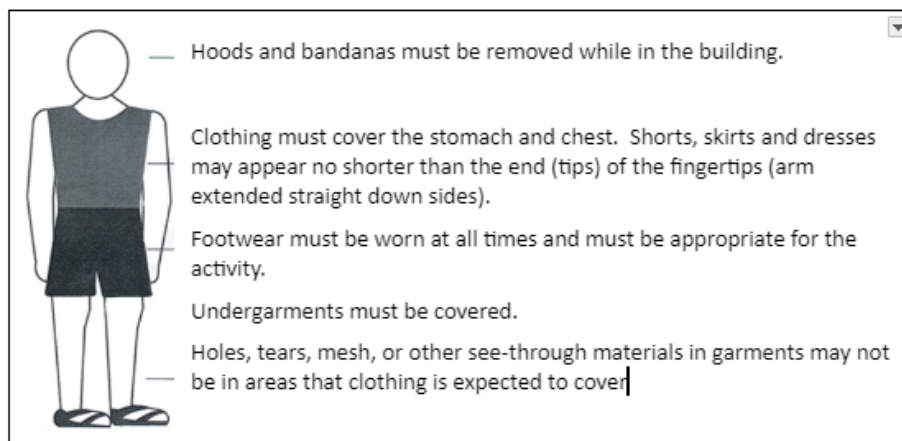 Hoods and bandanas must be removed while in the building.
Clothing must cover the stomach and chest.  Shorts, skirts and dresses
may appear no shorter than the end (tips) of the fingertips (arm
extended straight down sides).
Footwear must be worn at all times and must be appropriate for the
activity.
Undergarments must be covered.
Holes, tears, mesh, or other see-through materials in garments may not
be in areas that clothing is expected to cover